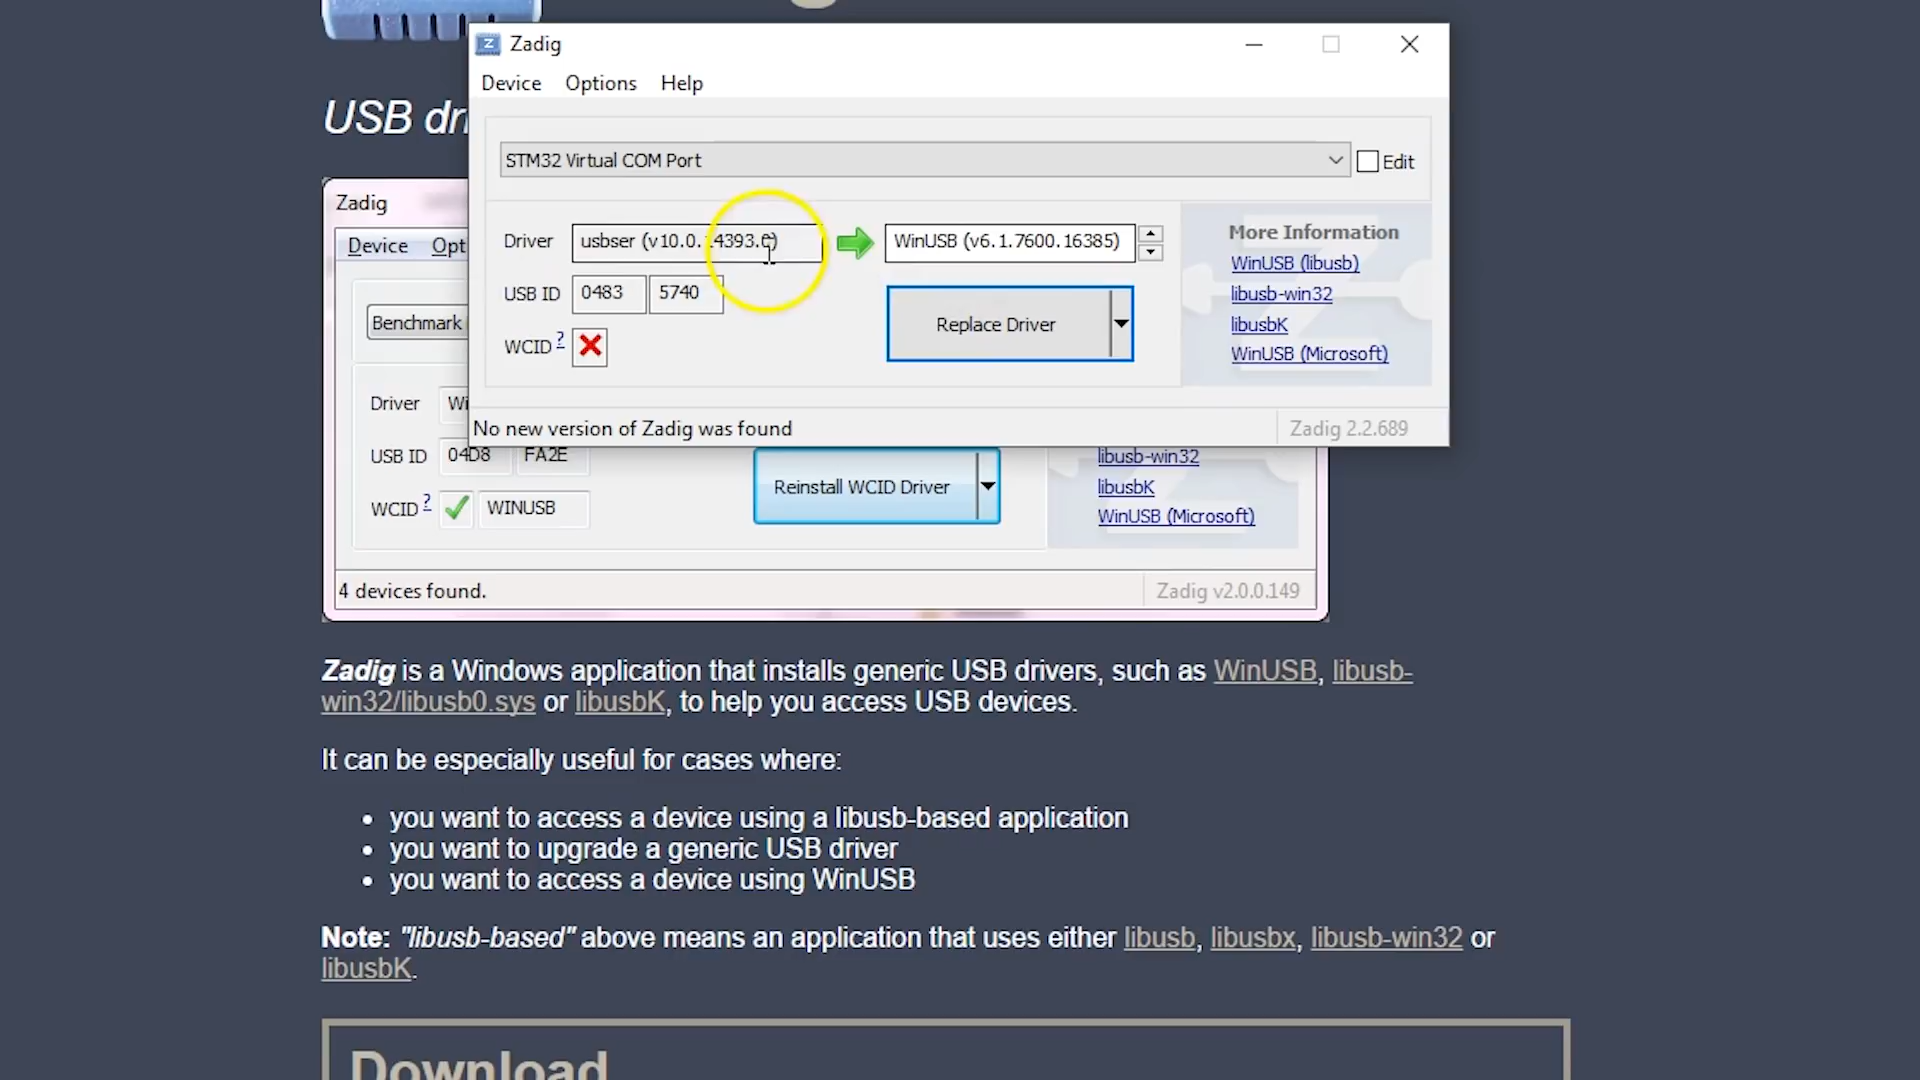 Zadig
Device Options Help
USB
STM32 Virtual COM Port
Edit
Driver usbser (v10.0.14393.0) WinUSB (v6.1.7600.16385)
USB ID 0483 5740
WCID ?
Replace Driver
More Information
WinUSB (libusb)
libusb-win32
libusbK
WinUSB (Microsoft)
No new version of Zadig was found
Zadig 2.2.689
Zadig
Device Opt
Benchmark
Driver Wi
USB ID 04D8 FA2E
WCID ? WINUSB
Reinstall WCID Driver
libusb-win32
libusbK
WinUSB (Microsoft)
4 devices found.
Zadig v2.0.0.149
Zadig is a Windows application that installs generic USB drivers, such as WinUSB, libusb-
win32/libusb0.sys or libusbK, to help you access USB devices.
It can be especially useful for cases where:
• you want to access a device using a libusb-based application
• you want to upgrade a generic USB driver
• you want to access a device using WinUSB
Note: "libusb-based" above means an application that uses either libusb, libusbx, libusb-win32 or
libusbK.
Download